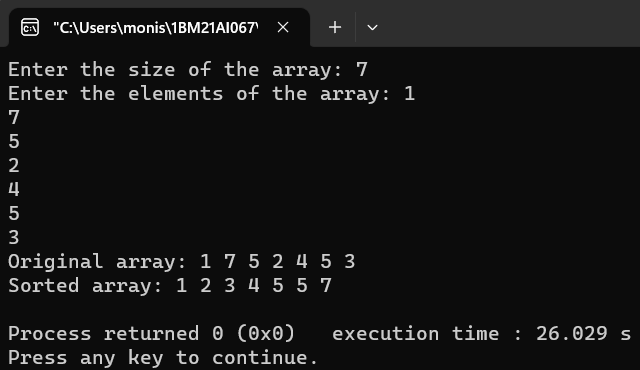 "C:\Users\monis\1BM21AI067\
Enter the size of the array: 7
Enter the elements of the array: 1
7
5
2
4
5
3
Original array: 1 7 5 2 4 5 3
Sorted array: 1 2 3 4 5 5 7
Process returned 0 (0x0)   execution time : 26.029 s
Press any key to continue.